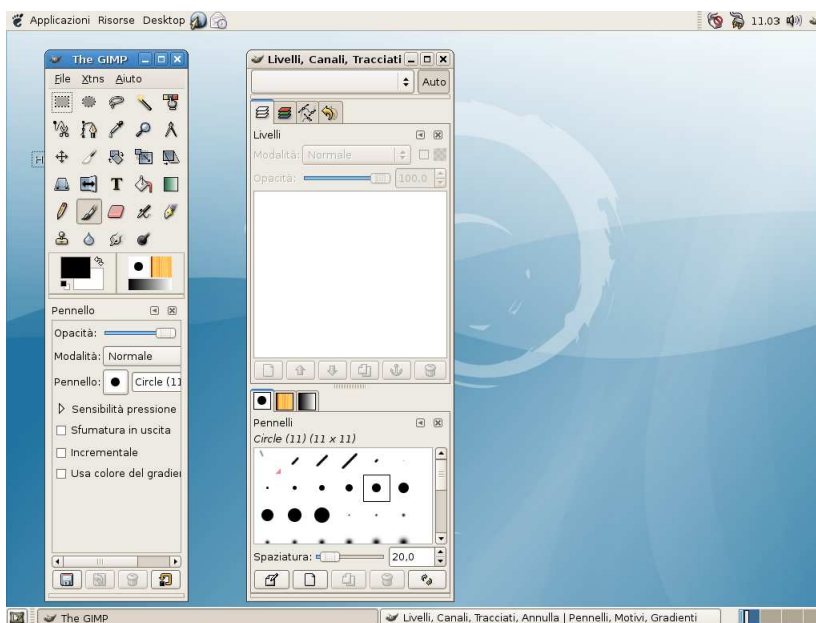 Applicazioni Risorse Desktop
11.03
The GIMP
File Xtns Aiuto
Pennello
Opacità:
Modalità: Normale
Pennello: Circle (11
Sensibilità pressione
Sfumatura in uscita
Incrementale
Usa colore del gradie
Livelli, Canali, Tracciati
Auto
Livelli
Modalità: Normale
Opacità: 100,0
Pennelli
Circle (11) (11 x 11)
Spaziatura: 20,0
The GIMP
Livelli, Canali, Tracciati, Annulla | Pennelli, Motivi, Gradienti